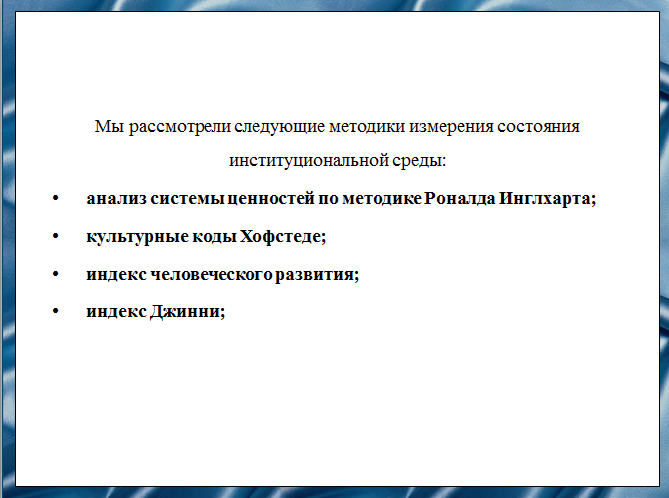 Мы рассмотрели следующие методики измерения состояния
институциональной среды:
• анализ системы ценностей по методике Роналда Инглхарта;
• культурные коды Хофстеде;
• индекс человеческого развития;
• индекс Джинни;